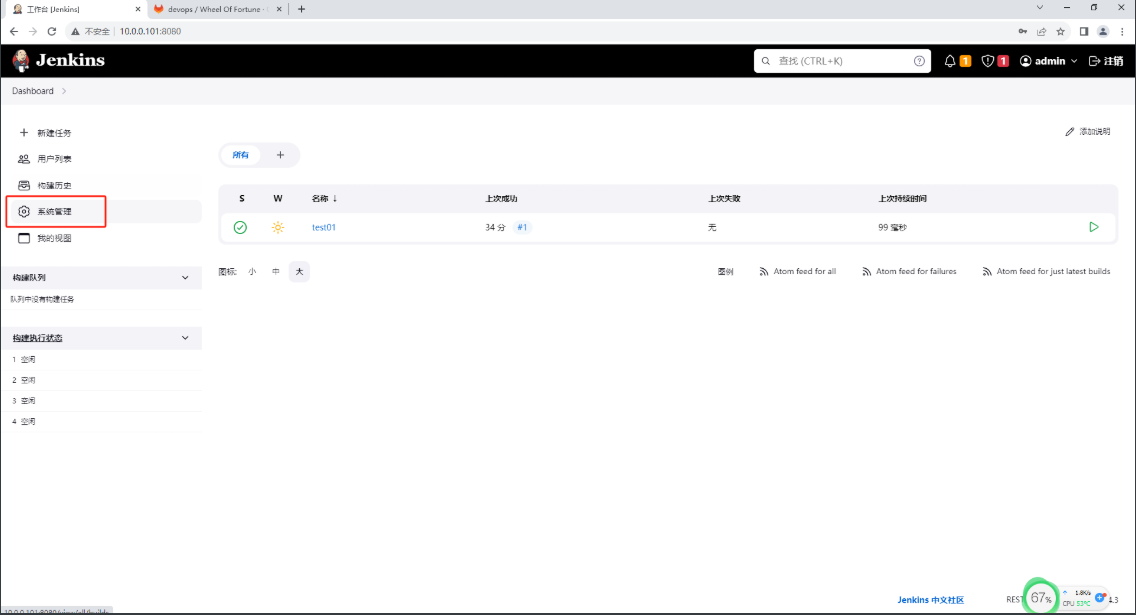 工作台 [Jenkins]
devops / Wheel Of Fortune ·
不安全 10.0.0.101:8080
Jenkins
查找 (CTRL+K)
1
1
admin
注销
Dashboard
新建任务
用户列表
构建历史
系统管理
我的视图
添加说明
所有
S W 名称 ↓ 上次成功 上次失败 上次持续时间
test01 34 分 #1 无 99 毫秒
图标: 小 中 大
图例 Atom feed for all Atom feed for failures Atom feed for just latest builds
构建队列
队列中没有构建任务
构建执行状态
1 空闲
2 空闲
3 空闲
4 空闲
Jenkins 中文社区
REST
67%
1.8K/s
CPU 53°C
4.3
10.0.0.101:8080/view/all/builds